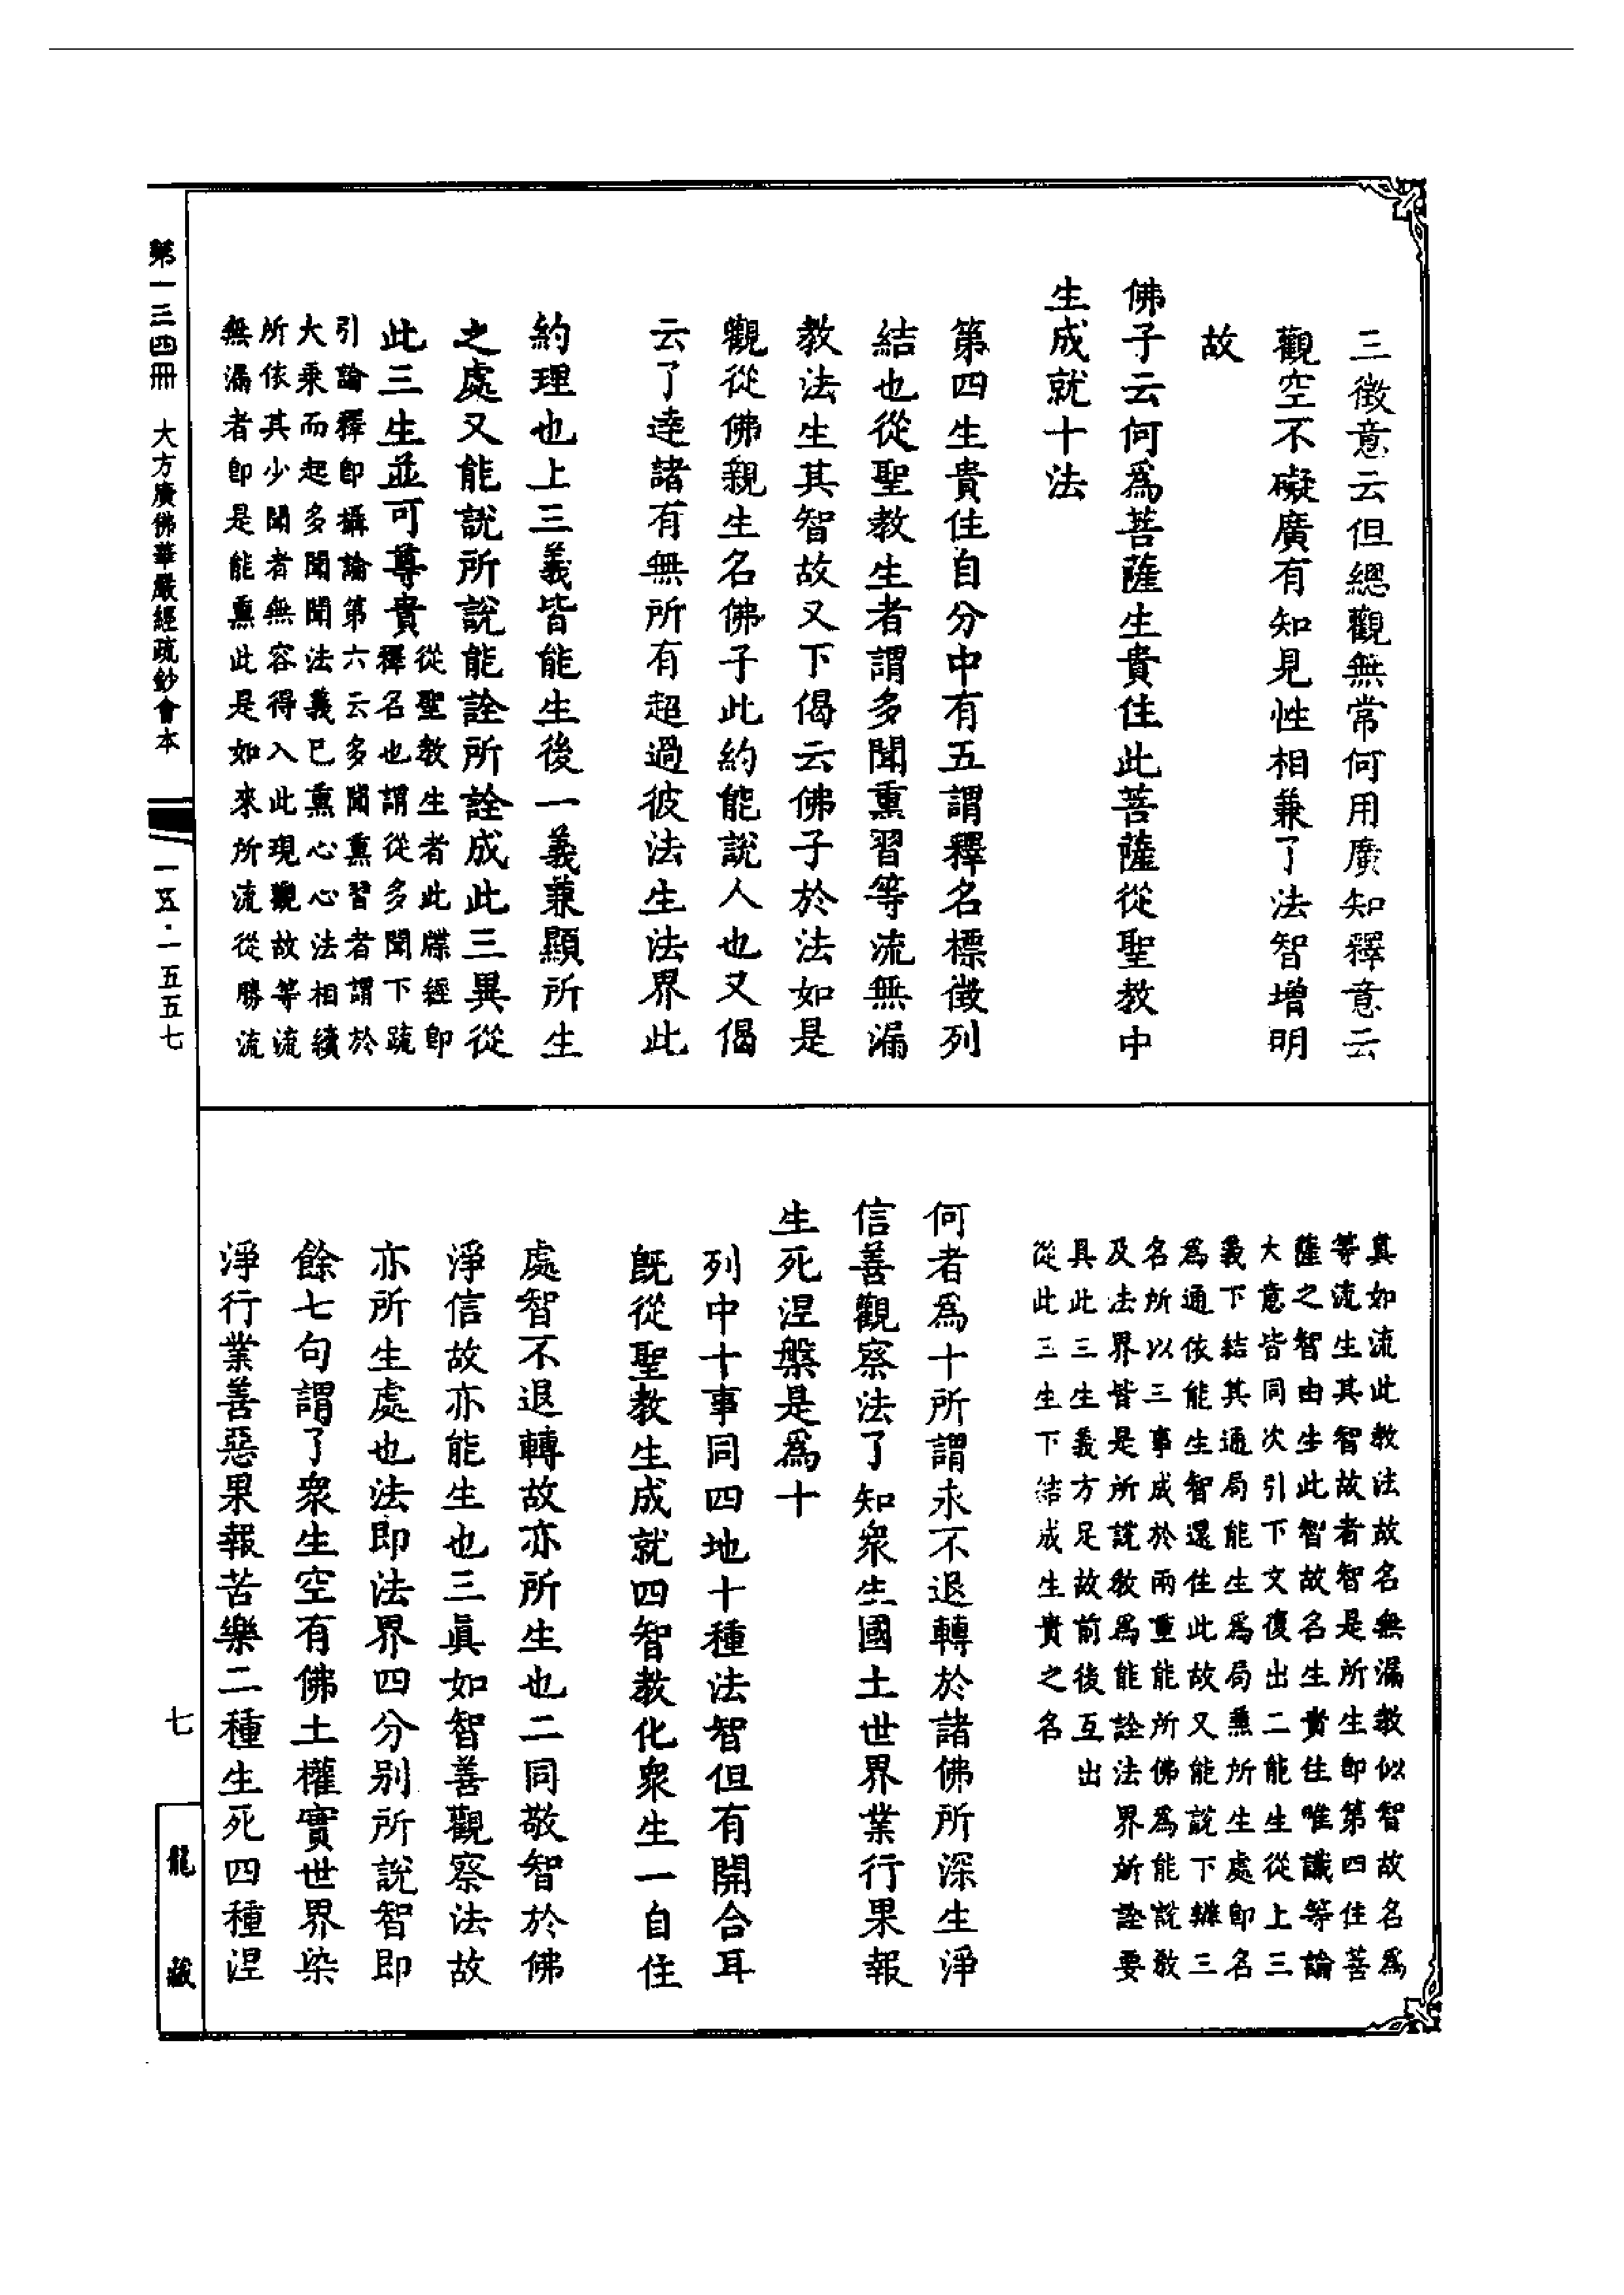 三徵意云但總觀無常何用廣知釋意云
觀空不礙廣有知見性相兼了法智增明
故
佛子云何爲菩薩生貴住此菩薩從聖教中
生成就十法
第四生貴住自分中有五謂釋名標徵列
結也從聖教生者謂多聞熏習等流無漏
教法生其智故又下偈云佛子於法如是
觀從佛親生名佛子此約能說人也又偈
云了達諸有無所有超過彼法生法界此
約理也上三義皆能生後一義兼顯所生
之處又能說所說能詮所詮成此三異從
此三生並可尊貴
從聖教生者此牒經即
釋名也謂從多聞下疏
引論釋即攝論第六云多聞熏習者謂於
大乘而起多聞聞法義已熏心心法相續
所依其少聞者無容得入此現觀故等流
無漏者即是能熏此是如來所流從勝流
真如流此教法故名無漏教似智故名爲
等流生其智故者智是所生即第四住菩
薩之智由生此智故名生貴住唯識等論
大意皆同次引下文復出二能生從上三
義下結其通局能生爲局兼所生處即名
爲通依能生智還住此故又能說下辨三
名所以三事成於兩重能所佛爲能說教
及法界皆是所說教爲能詮法界所詮要
具此三生義方足故前後互出
從此三生下結成生貴之名
何者爲十所謂永不退轉於諸佛所深生淨
信善觀察法了知衆生國土世界業行果報
生死涅槃是爲十
列中十事同四地十種法智但有開合耳
既從聖教生成就四智教化衆生一自住
處智不退轉故亦所生也二同敬智於佛
淨信故亦能生也三眞如智善觀察法故
亦所生處也法即法界四分別所說智即
餘七句謂了衆生空有佛土權實世界染
淨行業善惡果報苦樂二種生死四種涅
第一三四冊　大方廣佛華嚴經疏鈔會本
一五·一五五七
七
龍藏